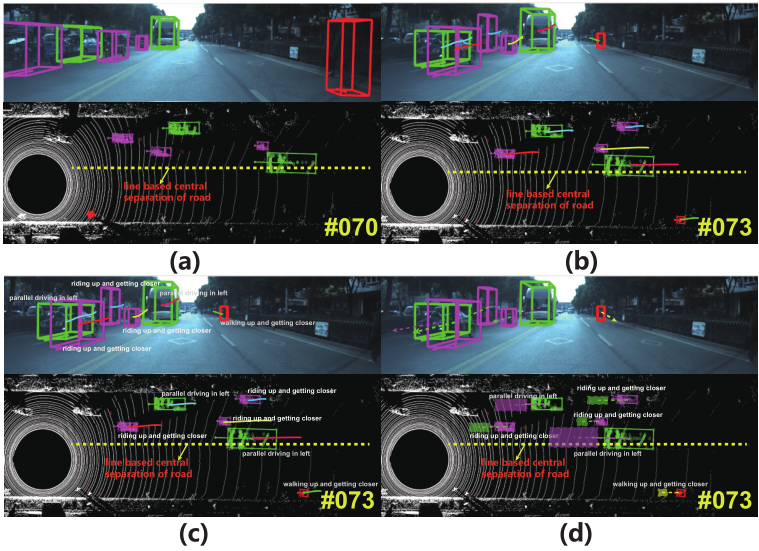 line based central
separation of road
#070
(a)
line based central
separation of road
#073
(b)
riding up and getting closer
parallel driving in left
parallel driving in left
riding up and getting closer
walking up and getting closer
riding up and getting closer
riding up and getting closer
parallel driving in left
riding up and getting closer
riding up and getting closer
parallel driving in left
line based central
separation of road
walking up and getting closer
#073
(c)
riding up and getting closer
parallel driving in left
riding up and getting closer
riding up and getting closer
parallel driving in left
line based central
separation of road
walking up and getting closer
#073
(d)